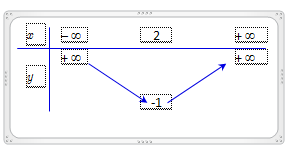 x −∞ 2 +∞
+∞ +∞
y
-1